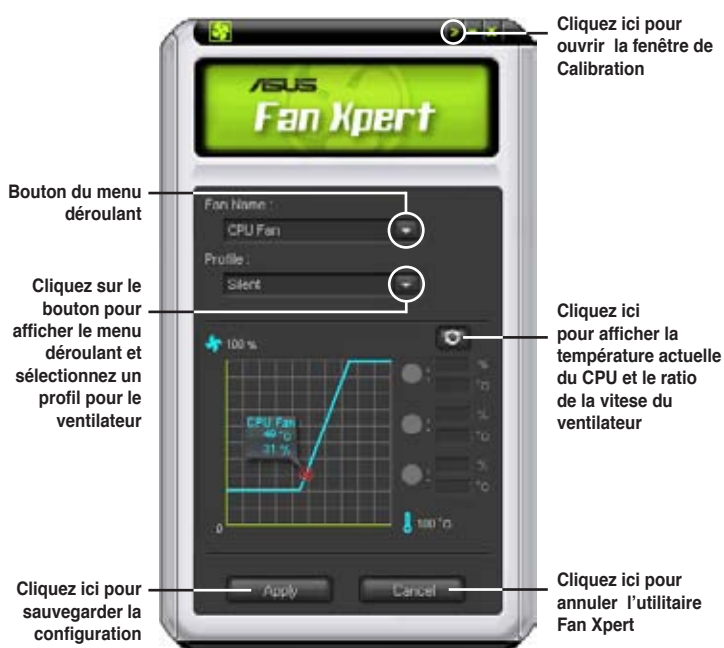 Cliquez ici pour
ouvrir la fenêtre de
Calibration
ASUS
Fan Xpert
Bouton du menu
déroulant
Fan Name :
CPU Fan
Profile :
Silent
Cliquez sur le
bouton pour
afficher le menu
déroulant et
sélectionnez un
profil pour le
ventilateur
Cliquez ici
pour afficher la
température actuelle
du CPU et le ratio
de la vitese du
ventilateur
100 %
%
°C
%
°C
%
°C
CPU Fan
49 °C
31 %
0
100 °C
Cliquez ici pour
sauvegarder la
configuration
Apply
Cancel
Cliquez ici pour
annuler l'utilitaire
Fan Xpert